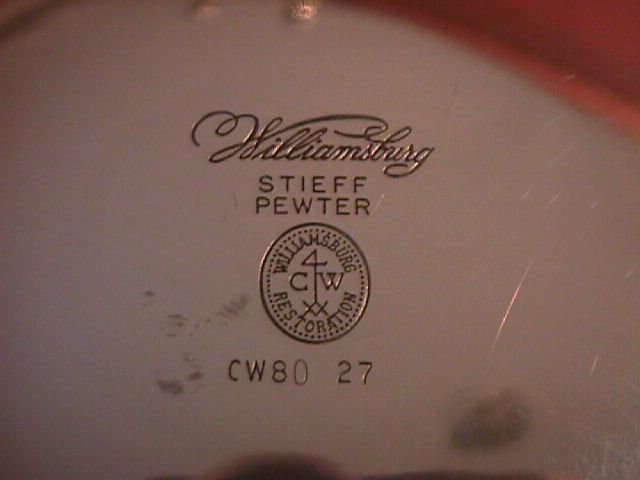 Williamsburg
STIEFF
PEWTER
WILLIAMSBURG
CW
RESTORATION
CW80 27